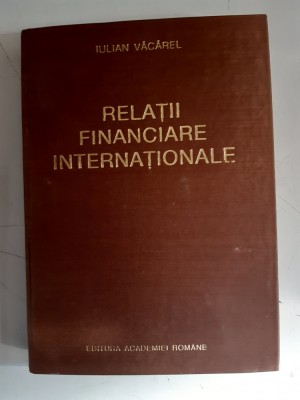 IULIAN VĂCĂREL
RELAȚII
FINANCIARE
INTERNAȚIONALE
EDITURA ACADEMIEI ROMÂNE